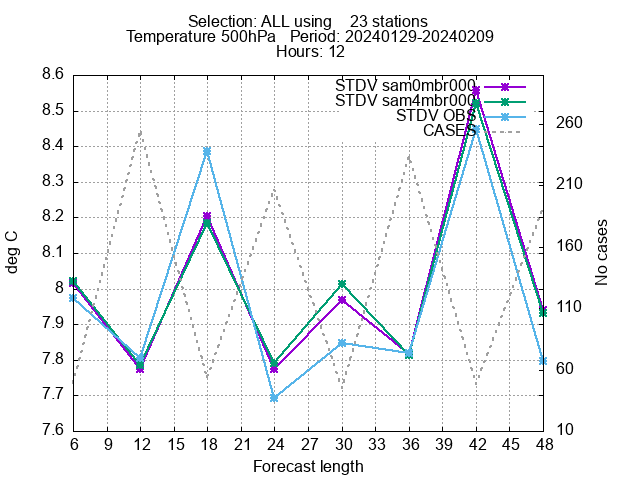 Selection: ALL using    23 stations
Temperature 500hPa   Period: 20240129-20240209
Hours: 12
STDV sam0mbr000
STDV sam4mbr000
STDV OBS
CASES
deg C
8.6
8.5
8.4
8.3
8.2
8.1
8
7.9
7.8
7.7
7.6
260
210
160
110
60
10
No cases
6 9 12 15 18 21 24 27 30 33 36 39 42 45 48
Forecast length